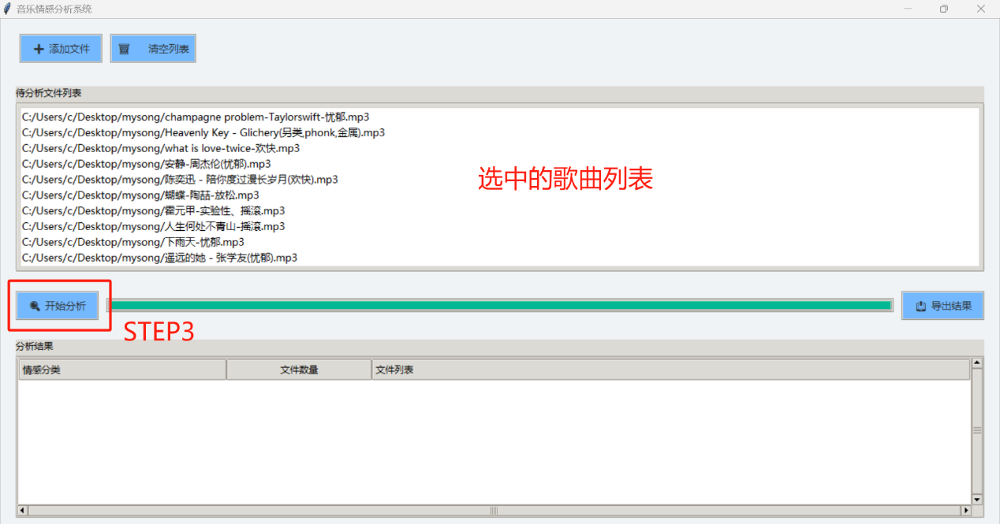 音乐情感分析系统
添加文件 清空列表
待分析文件列表
C:/Users/c/Desktop/mysong/champagne problem-Taylorswift-忧郁.mp3
C:/Users/c/Desktop/mysong/Heavenly Key - Glichery(另类,phonk,金属).mp3
C:/Users/c/Desktop/mysong/what is love-twice-欢快.mp3
C:/Users/c/Desktop/mysong/安静-周杰伦(忧郁).mp3
C:/Users/c/Desktop/mysong/陈奕迅 - 陪你度过漫长岁月(欢快).mp3
C:/Users/c/Desktop/mysong/蝴蝶-陶喆-放松.mp3
C:/Users/c/Desktop/mysong/霍元甲-实验性、摇滚.mp3
C:/Users/c/Desktop/mysong/人生何处不青山-摇滚.mp3
C:/Users/c/Desktop/mysong/下雨天-忧郁.mp3
C:/Users/c/Desktop/mysong/遥远的她 - 张学友(忧郁).mp3
选中的歌曲列表
开始分析 导出结果
STEP3
分析结果
情感分类 文件数量 文件列表